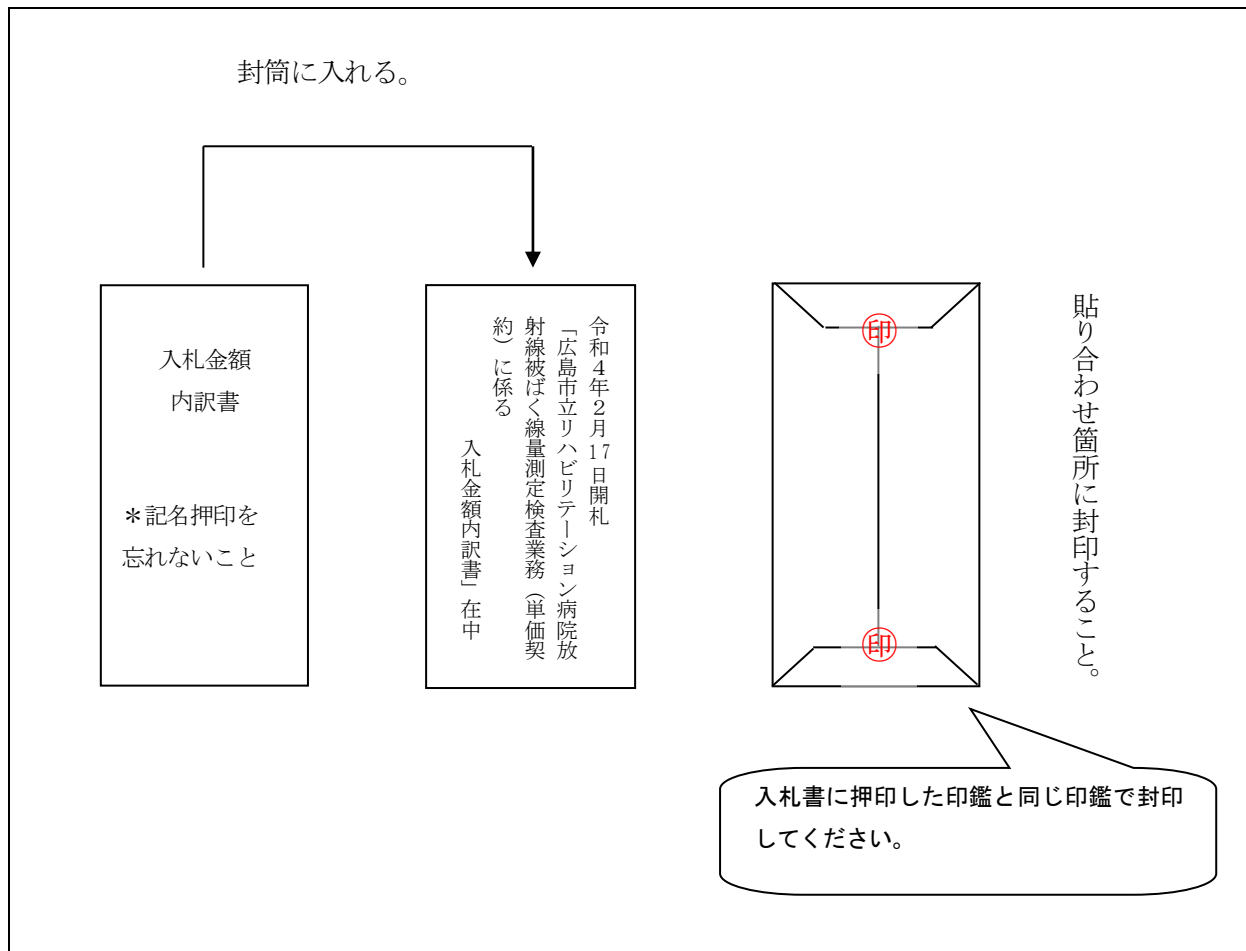 封筒に入れる。
入札金額
内訳書
＊記名押印を
忘れないこと
令和４年２月17日開札
「広島市立リハビリテーション病院放
射線被ばく線量測定検査業務（単価契
約）に係る
入札金額内訳書」在中
印
印
貼り合わせ箇所に封印すること。
入札書に押印した印鑑と同じ印鑑で封印
してください。